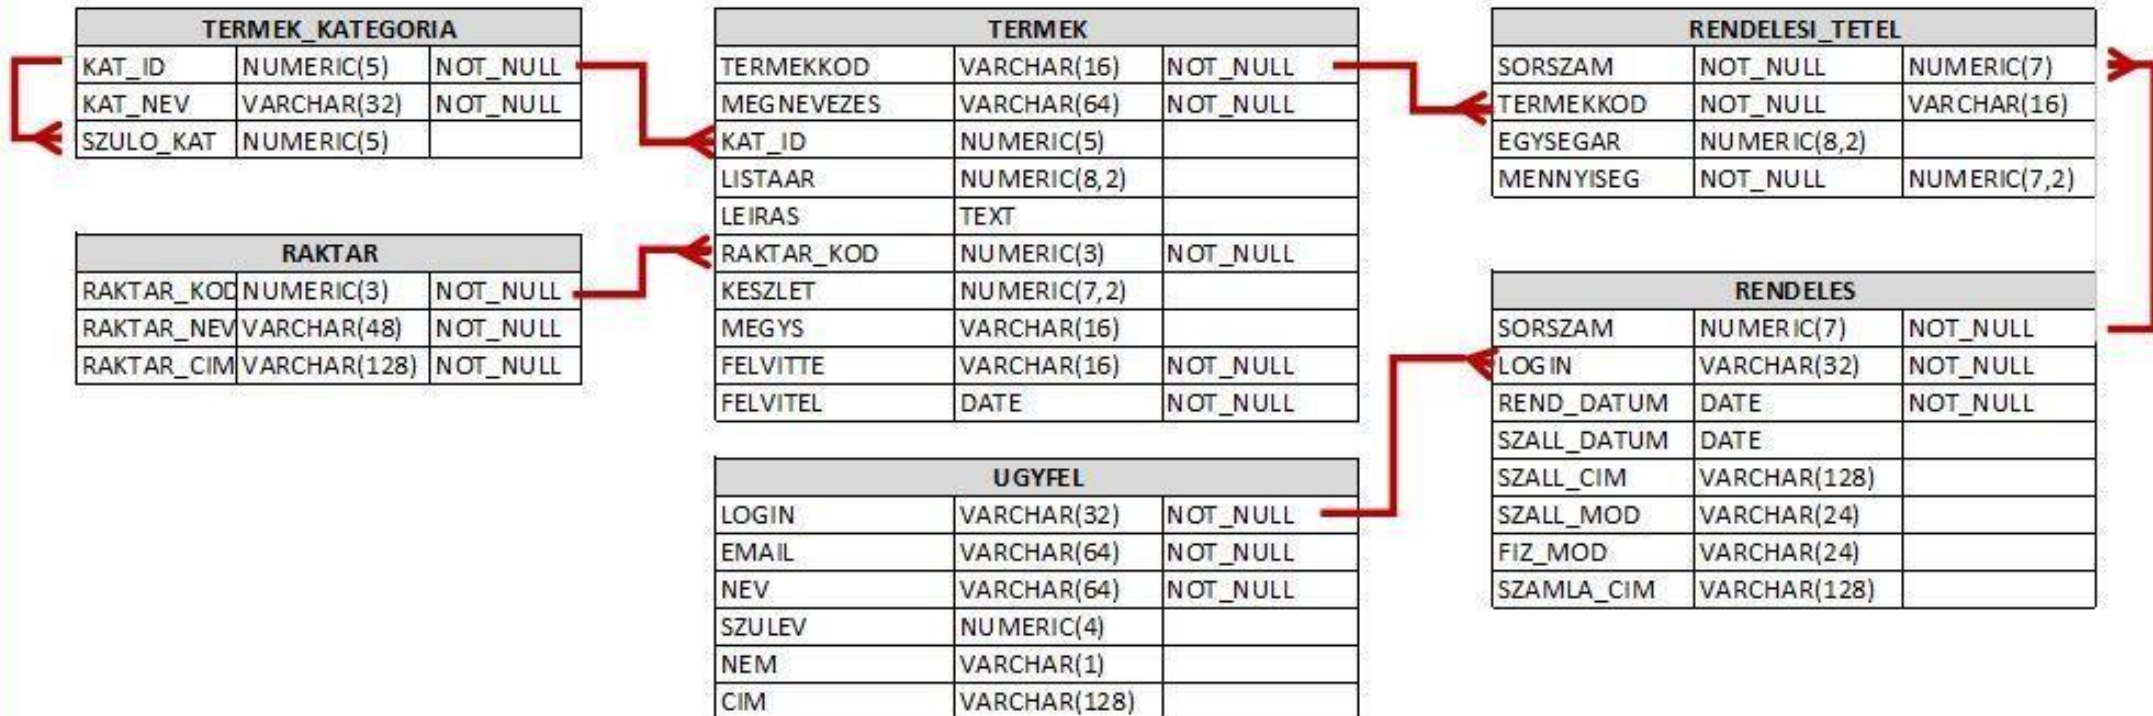 TERMEK_KATEGORIA
KAT_ID NUMERIC(5) NOT_NULL
KAT_NEV VARCHAR(32) NOT_NULL
SZULO_KAT NUMERIC(5)
RAKTAR
RAKTAR_KOD NUMERIC(3) NOT_NULL
RAKTAR_NEV VARCHAR(48) NOT_NULL
RAKTAR_CIM VARCHAR(128) NOT_NULL
TERMEK
TERMEKKOD VARCHAR(16) NOT_NULL
MEGNEVEZES VARCHAR(64) NOT_NULL
KAT_ID NUMERIC(5)
LISTAAR NUMERIC(8,2)
LEIRAS TEXT
RAKTAR_KOD NUMERIC(3) NOT_NULL
KESZLET NUMERIC(7,2)
MEGYS VARCHAR(16)
FELVITTE VARCHAR(16) NOT_NULL
FELVITEL DATE NOT_NULL
UGYFEL
LOGIN VARCHAR(32) NOT_NULL
EMAIL VARCHAR(64) NOT_NULL
NEV VARCHAR(64) NOT_NULL
SZULEV NUMERIC(4)
NEM VARCHAR(1)
CIM VARCHAR(128)
RENDELESI_TETEL
SORSZAM NOT_NULL NUMERIC(7)
TERMEKKOD NOT_NULL VARCHAR(16)
EGYSEGAR NUMERIC(8,2)
MENNYISEG NOT_NULL NUMERIC(7,2)
RENDELES
SORSZAM NUMERIC(7) NOT_NULL
LOGIN VARCHAR(32) NOT_NULL
REND_DATUM DATE NOT_NULL
SZALL_DATUM DATE
SZALL_CIM VARCHAR(128)
SZALL_MOD VARCHAR(24)
FIZ_MOD VARCHAR(24)
SZAMLA_CIM VARCHAR(128)